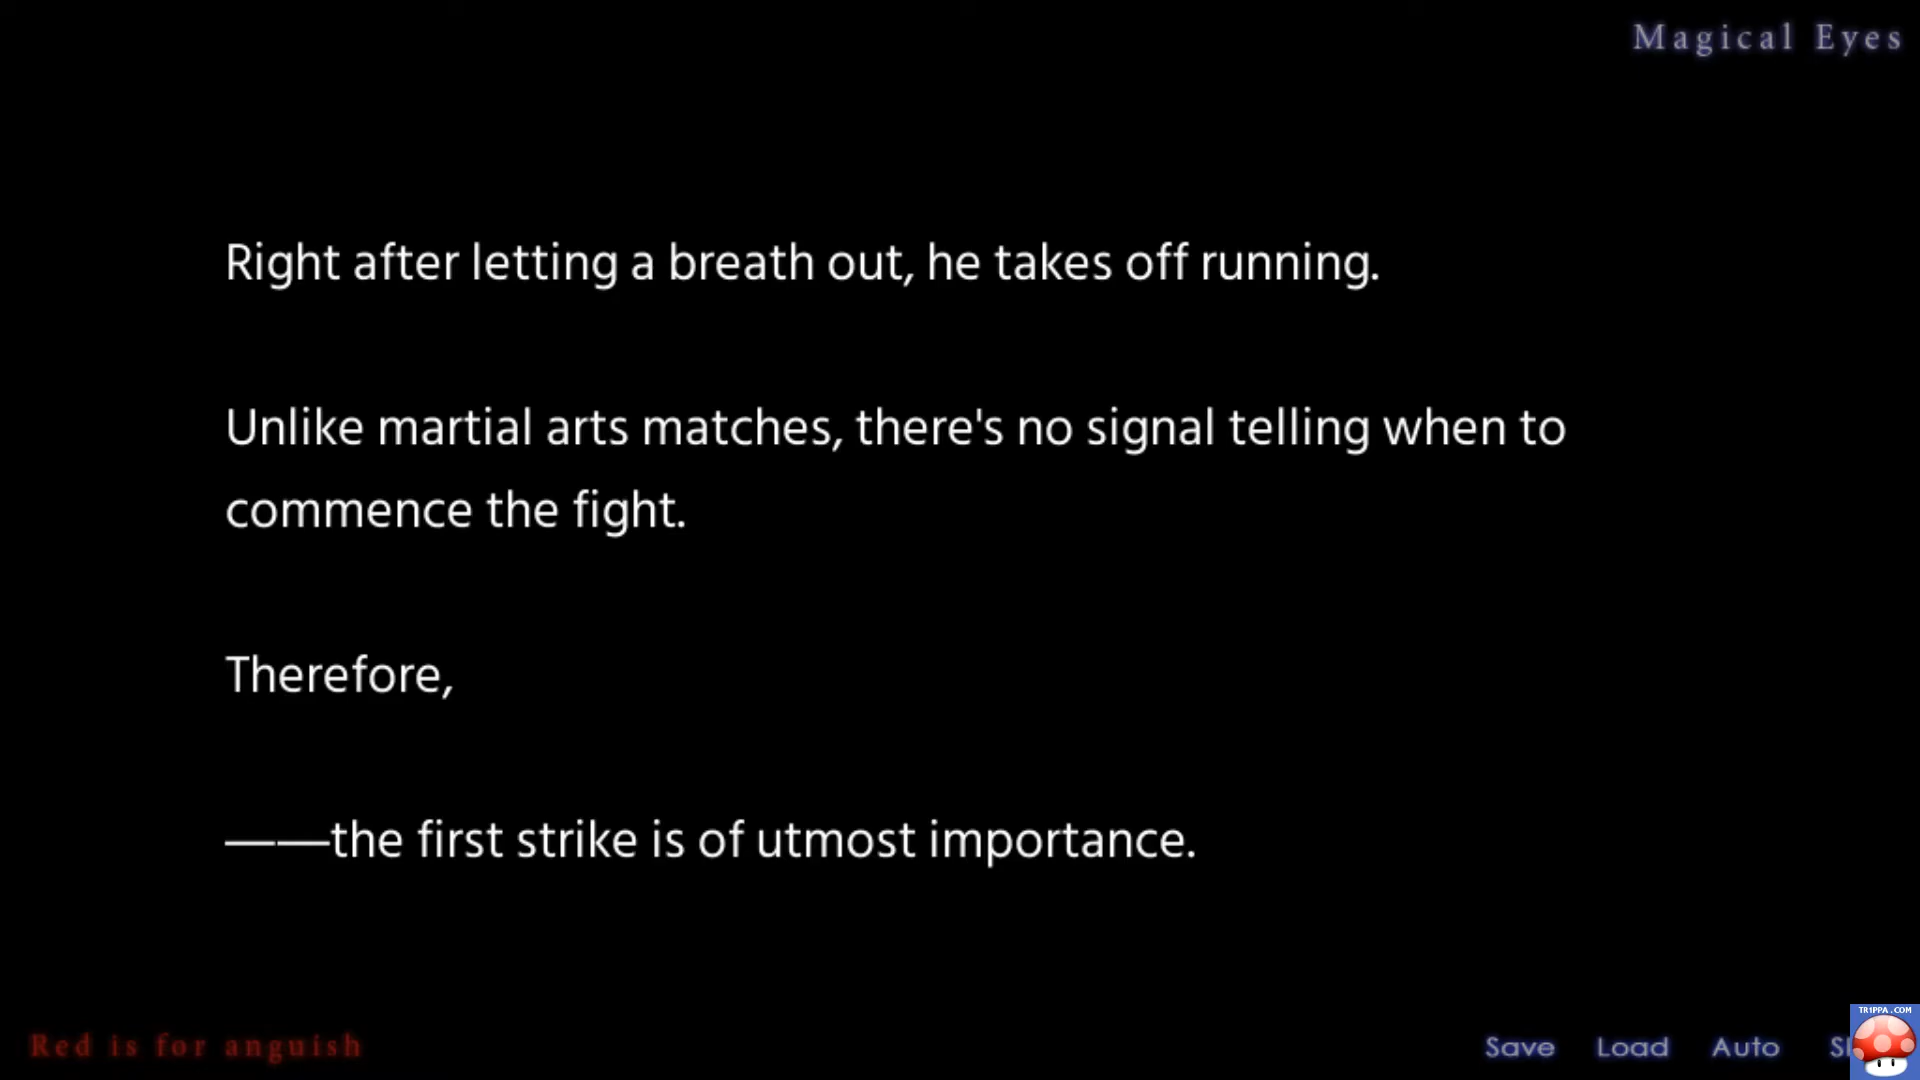 Magical Eyes
Right after letting a breath out, he takes off running.
Unlike martial arts matches, there's no signal telling when to
commence the fight.
Therefore,
——the first strike is of utmost importance.
Red is for anguish
Save Load Auto
TR1PPA.COM